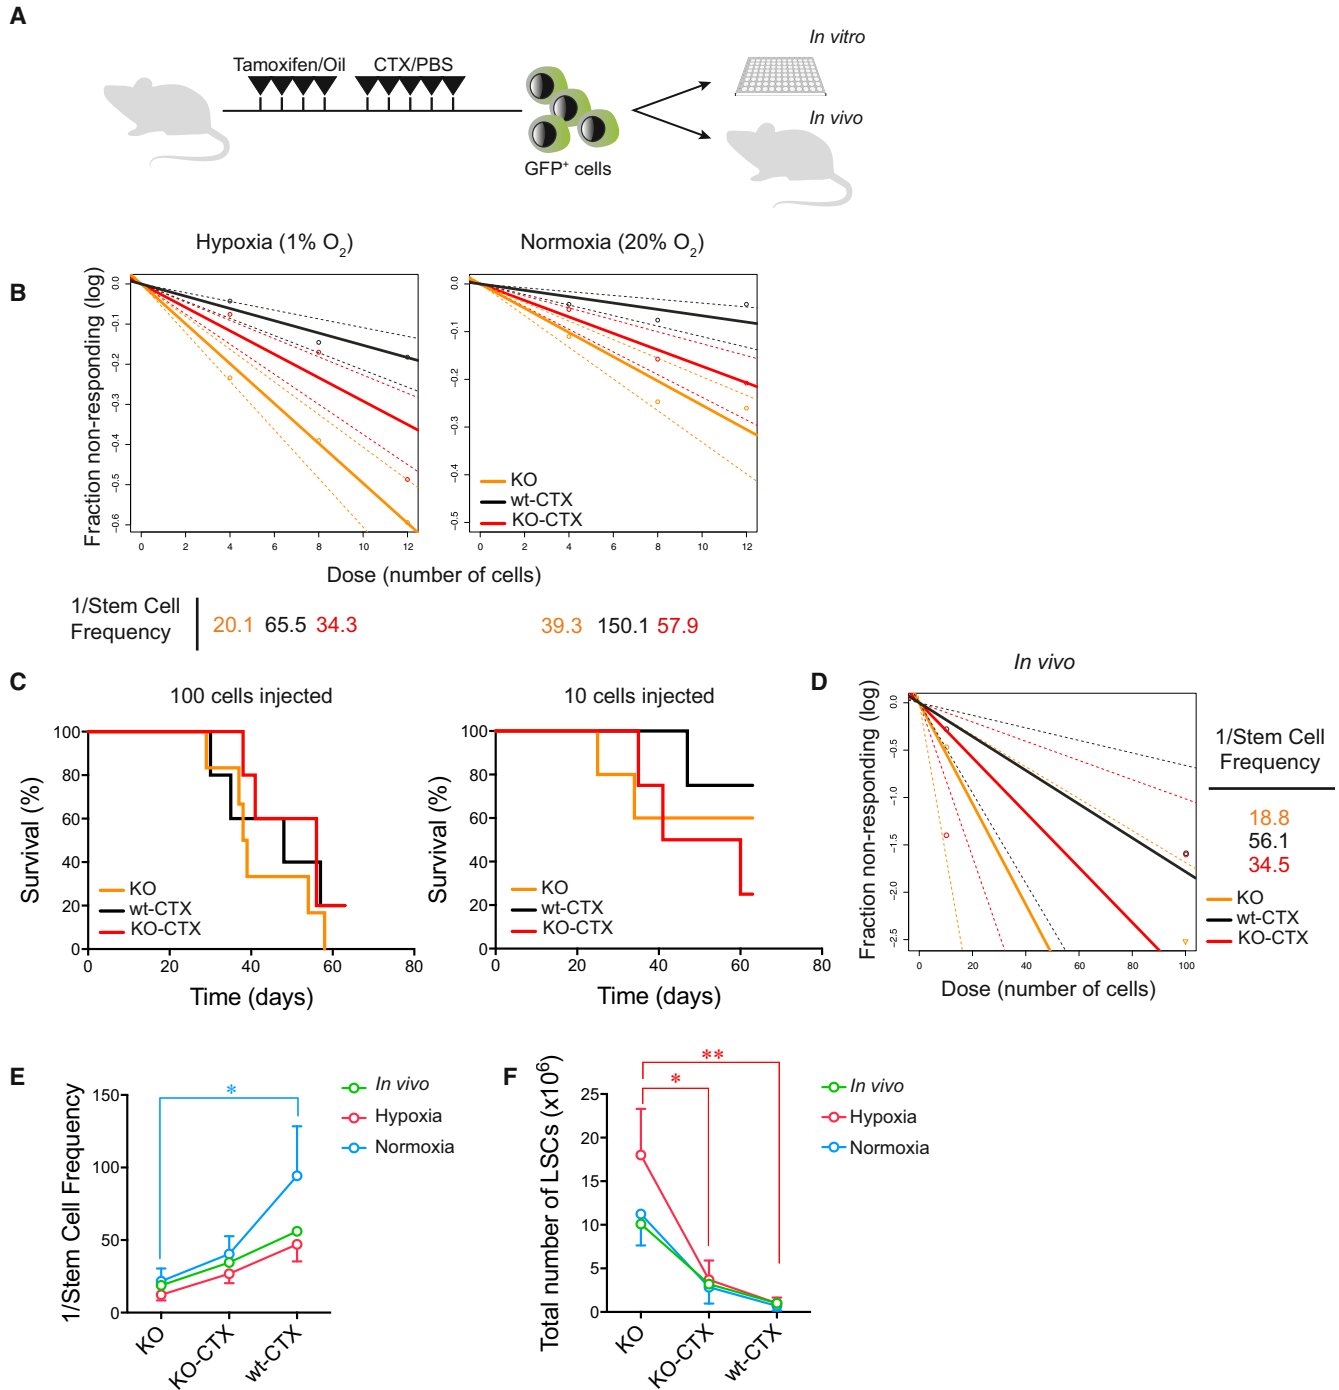 A
In vitro
Tamoxifen/Oil CTX/PBS
In vivo
GFP+ cells
Hypoxia (1% O2) Normoxia (20% O2)
B
Fraction non-responding (log)
0.0
-0.1
-0.2
-0.3
-0.4
-0.5
-0.6
0 2 4 6 8 10 12
0.0
-0.1
-0.2
-0.3
-0.4
-0.5
KO
wt-CTX
KO-CTX
0 2 4 6 8 10 12
Dose (number of cells)
1/Stem Cell
Frequency
20.1 65.5 34.3 39.3 150.1 57.9
C
100 cells injected
Survival (%)
100
80
60
40
20
0
KO
wt-CTX
KO-CTX
0 20 40 60 80
Time (days)
10 cells injected
Survival (%)
100
80
60
40
20
0
KO
wt-CTX
KO-CTX
0 20 40 60 80
Time (days)
D
In vivo
Fraction non-responding (log)
0.0
-0.5
-1.0
-1.5
-2.0
-2.5
0 20 40 60 80 100
Dose (number of cells)
1/Stem Cell
Frequency
18.8
56.1
34.5
KO
wt-CTX
KO-CTX
E
1/Stem Cell Frequency
150
100
50
0
*
In vivo
Hypoxia
Normoxia
KO KO-CTX wt-CTX
F
Total number of LSCs (x10^6)
25
20
15
10
5
0
**
*
In vivo
Hypoxia
Normoxia
KO KO-CTX wt-CTX